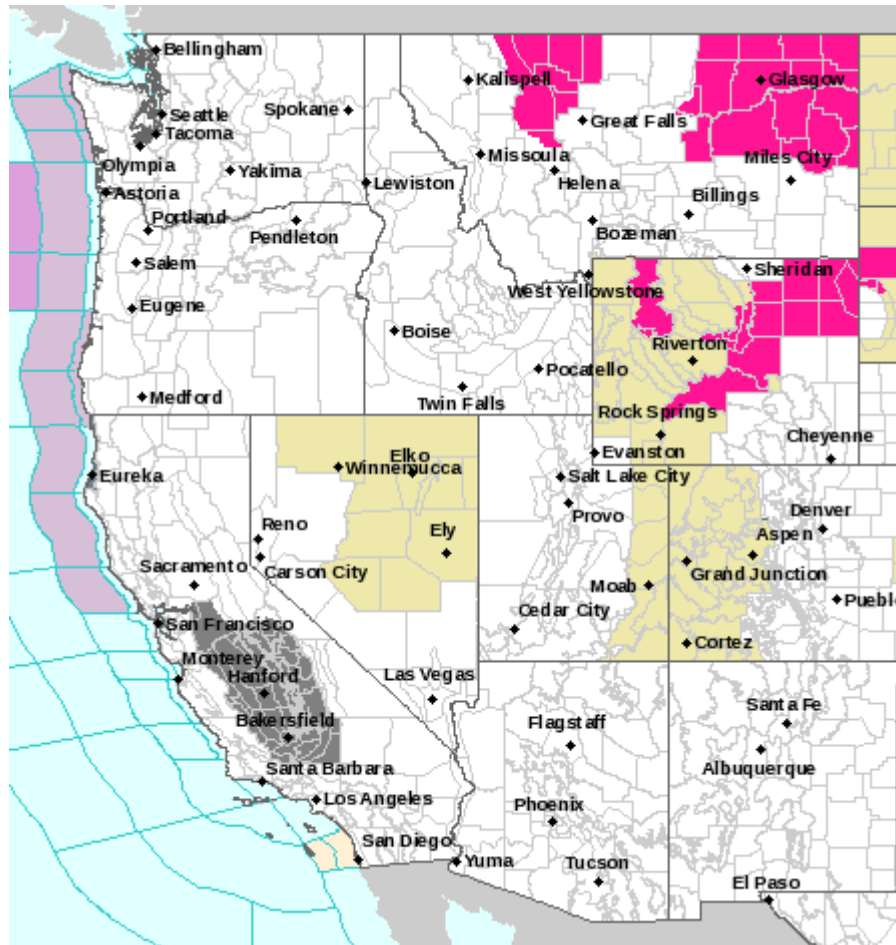 Bellingham
Kalispell
Glasgow
Seattle
Spokane
Great Falls
Tacoma
Olympia
Missoula
Miles City
Yakima
Helena
Lewiston
Astoria
Billings
Portland
Pendleton
Bozeman
Salem
Sheridan
West Yellowstone
Eugene
Boise
Riverton
Pocatello
Medford
Twin Falls
Rock Springs
Cheyenne
Elko
Evanston
Winnemucca
Eureka
Salt Lake City
Provo
Denver
Reno
Ely
Aspen
Sacramento
Carson City
Grand Junction
Moab
Pueblo
San Francisco
Cedar City
Cortez
Monterey
Hanford
Las Vegas
Santa Fe
Bakersfield
Flagstaff
Albuquerque
Santa Barbara
Los Angeles
Phoenix
San Diego
Yuma
Tucson
El Paso